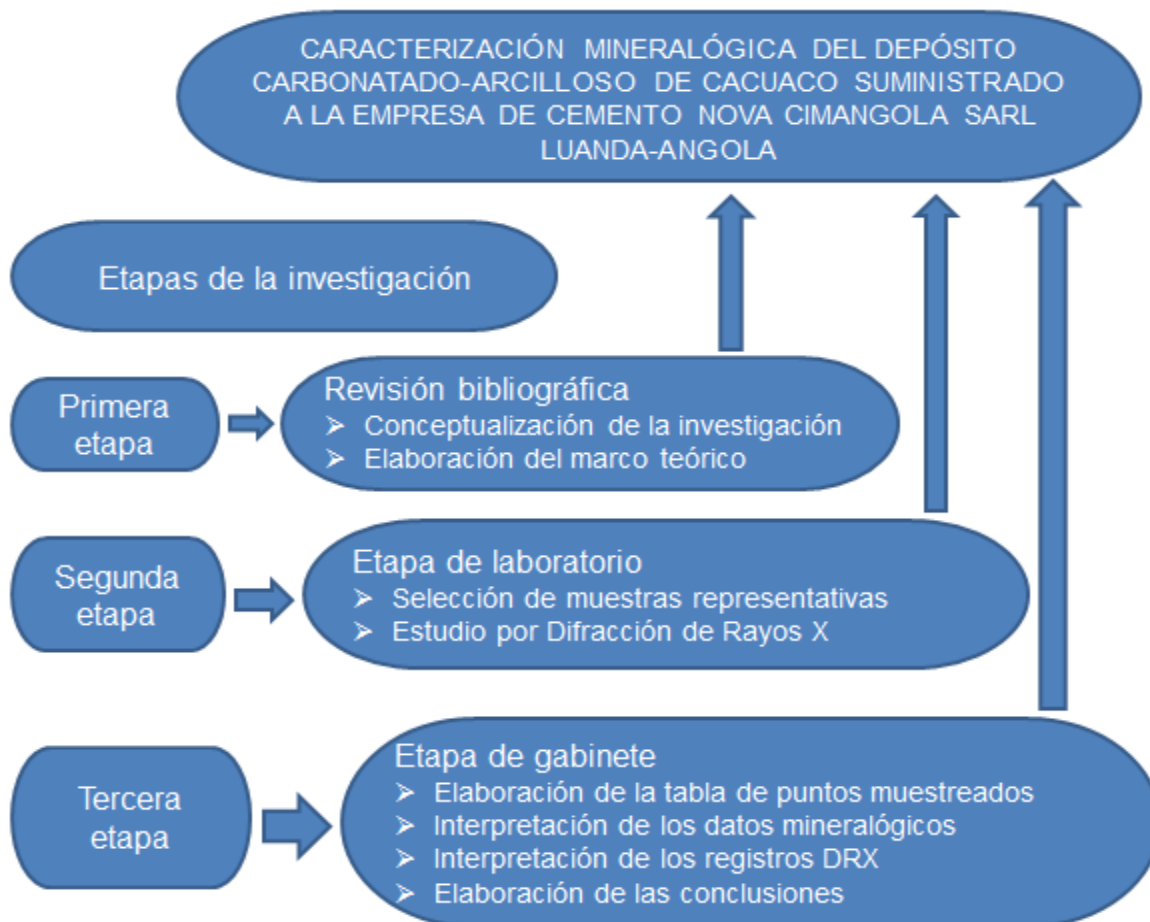 CARACTERIZACIÓN MINERALÓGICA DEL DEPÓSITO
CARBONATADO-ARCILLOSO DE CACUACO SUMINISTRADO
A LA EMPRESA DE CEMENTO NOVA CIMANGOLA SARL
LUANDA-ANGOLA
Etapas de la investigación
Primera
etapa
Revisión bibliográfica
➢ Conceptualización de la investigación
➢ Elaboración del marco teórico
Segunda
etapa
Etapa de laboratorio
➢ Selección de muestras representativas
➢ Estudio por Difracción de Rayos X
Tercera
etapa
Etapa de gabinete
➢ Elaboración de la tabla de puntos muestreados
➢ Interpretación de los datos mineralógicos
➢ Interpretación de los registros DRX
➢ Elaboración de las conclusiones